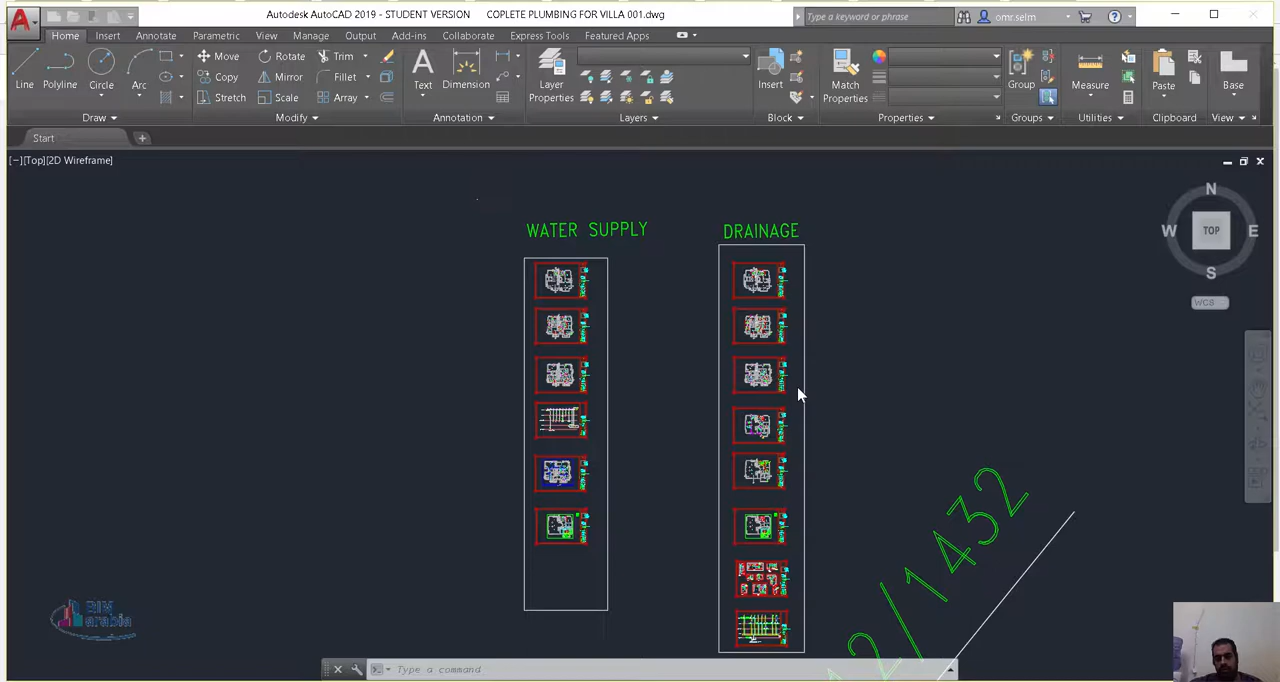 Autodesk AutoCAD 2019 - STUDENT VERSION COPLETE PLUMBING FOR VILLA 001.dwg
Type a keyword or phrase
omr.selm
Home Insert Annotate Parametric View Manage Output Add-ins Collaborate Express Tools Featured Apps
Line Polyline Circle Arc
Move Rotate Trim
Copy Mirror Fillet
Stretch Scale Array
Text Dimension
Layer Properties
Insert
Match Properties
Group
Measure
Paste
Base
Draw Modify Annotation Layers Block Properties Groups Utilities Clipboard View
Start
[−][Top][2D Wireframe]
N
W TOP E
S
WCS
WATER SUPPLY DRAINAGE
2/1432
BIM
arabia
Type a command